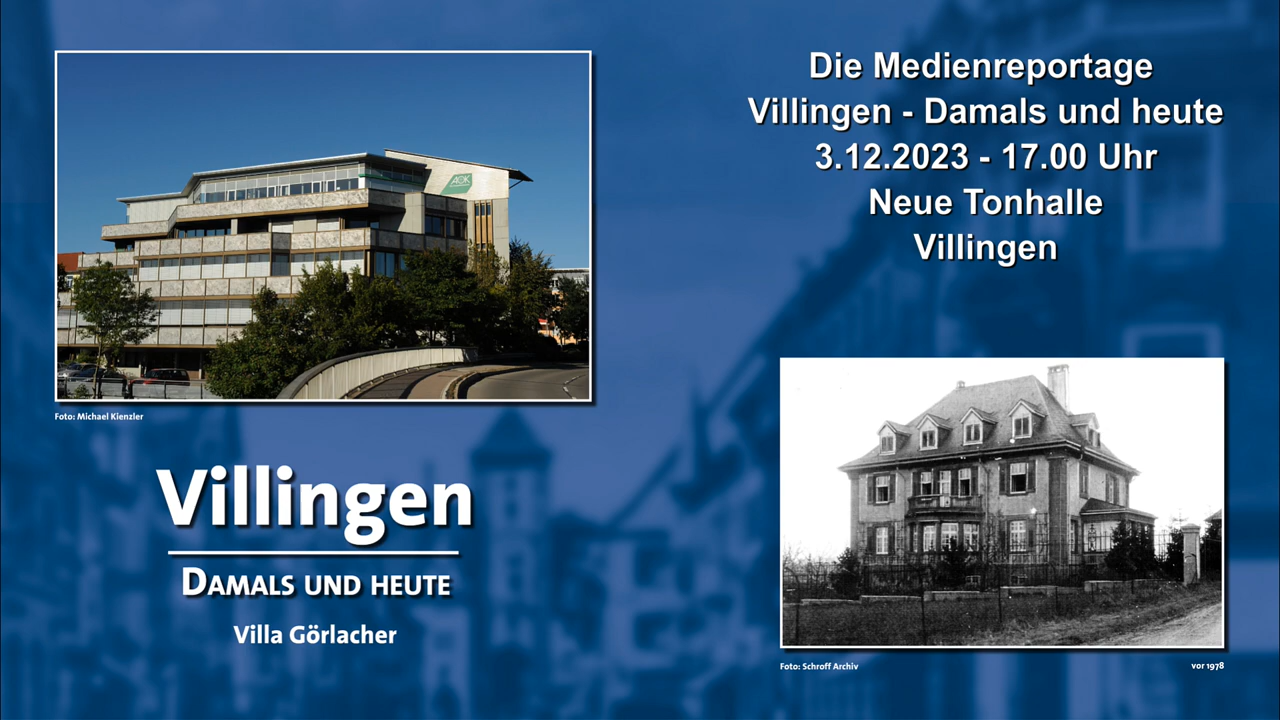 AOK
Foto: Michael Kienzler
Villingen
DAMALS UND HEUTE
Villa Görlacher
Die Medienreportage
Villingen - Damals und heute
3.12.2023 - 17.00 Uhr
Neue Tonhalle
Villingen
Foto: Schroff Archiv
vor 1978